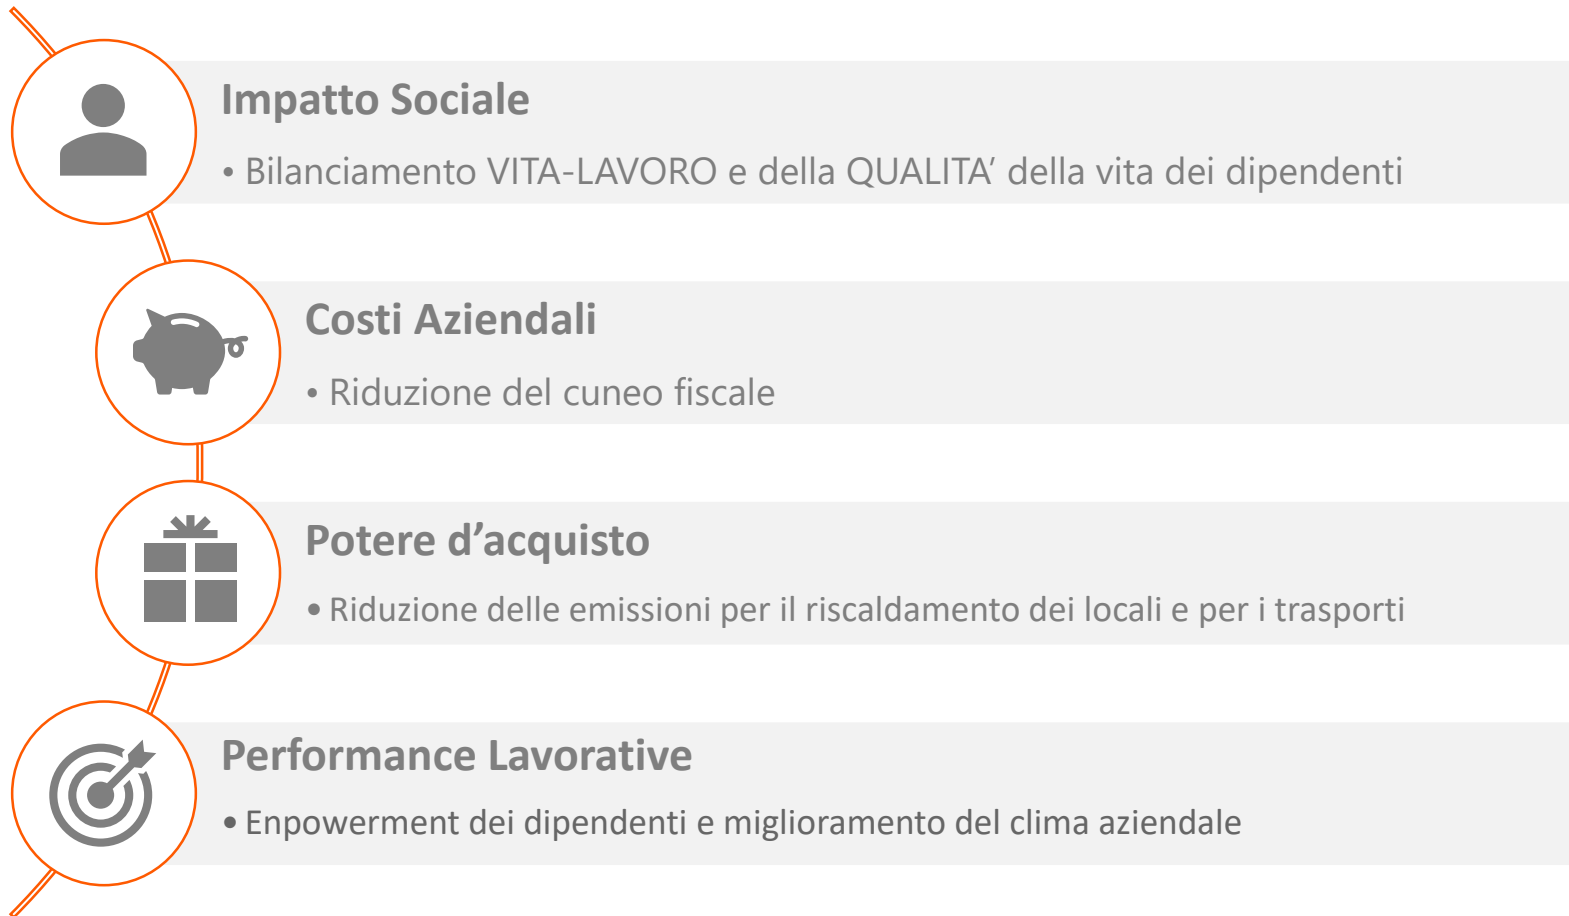 Impatto Sociale
• Bilanciamento VITA-LAVORO e della QUALITA’ della vita dei dipendenti
Costi Aziendali
• Riduzione del cuneo fiscale
Potere d’acquisto
• Riduzione delle emissioni per il riscaldamento dei locali e per i trasporti
Performance Lavorative
• Enpowerment dei dipendenti e miglioramento del clima aziendale